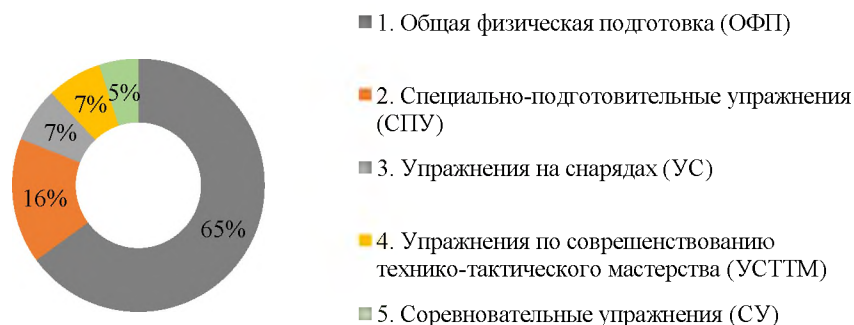 1. Общая физическая подготовка (ОФП)
5%
7%
7%
2. Специально-подготовительные упражнения
(СПУ)
3. Упражнения на снарядах (УС)
16%
65%
4. Упражнения по соврешенствованию
технико-тактического мастерства (УСТТМ)
5. Соревновательные упражнения (СУ)